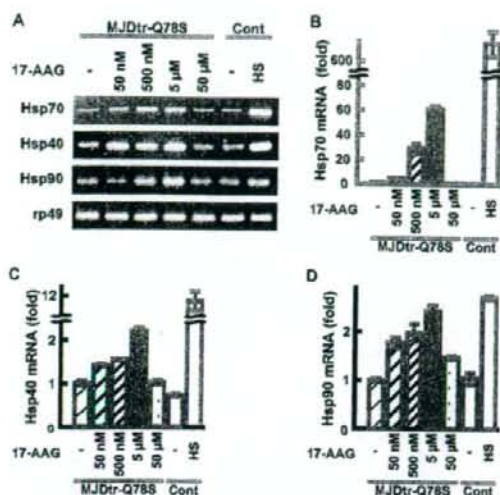 A
MJDtr-Q78S Cont
17-AAG - 50 nM 500 nM 5 µM 50 µM - HS
Hsp70
Hsp40
Hsp90
rp49
B
Hsp70 mRNA (fold)
600
60
40
20
0
17-AAG - 50 nM 500 nM 5 µM 50 µM - HS
MJDtr-Q78S Cont
C
Hsp40 mRNA (fold)
12
2
1
0
17-AAG - 50 nM 500 nM 5 µM 50 µM - HS
MJDtr-Q78S Cont
D
Hsp90 mRNA (fold)
2
1
0
17-AAG - 50 nM 500 nM 5 µM 50 µM - HS
MJDtr-Q78S Cont